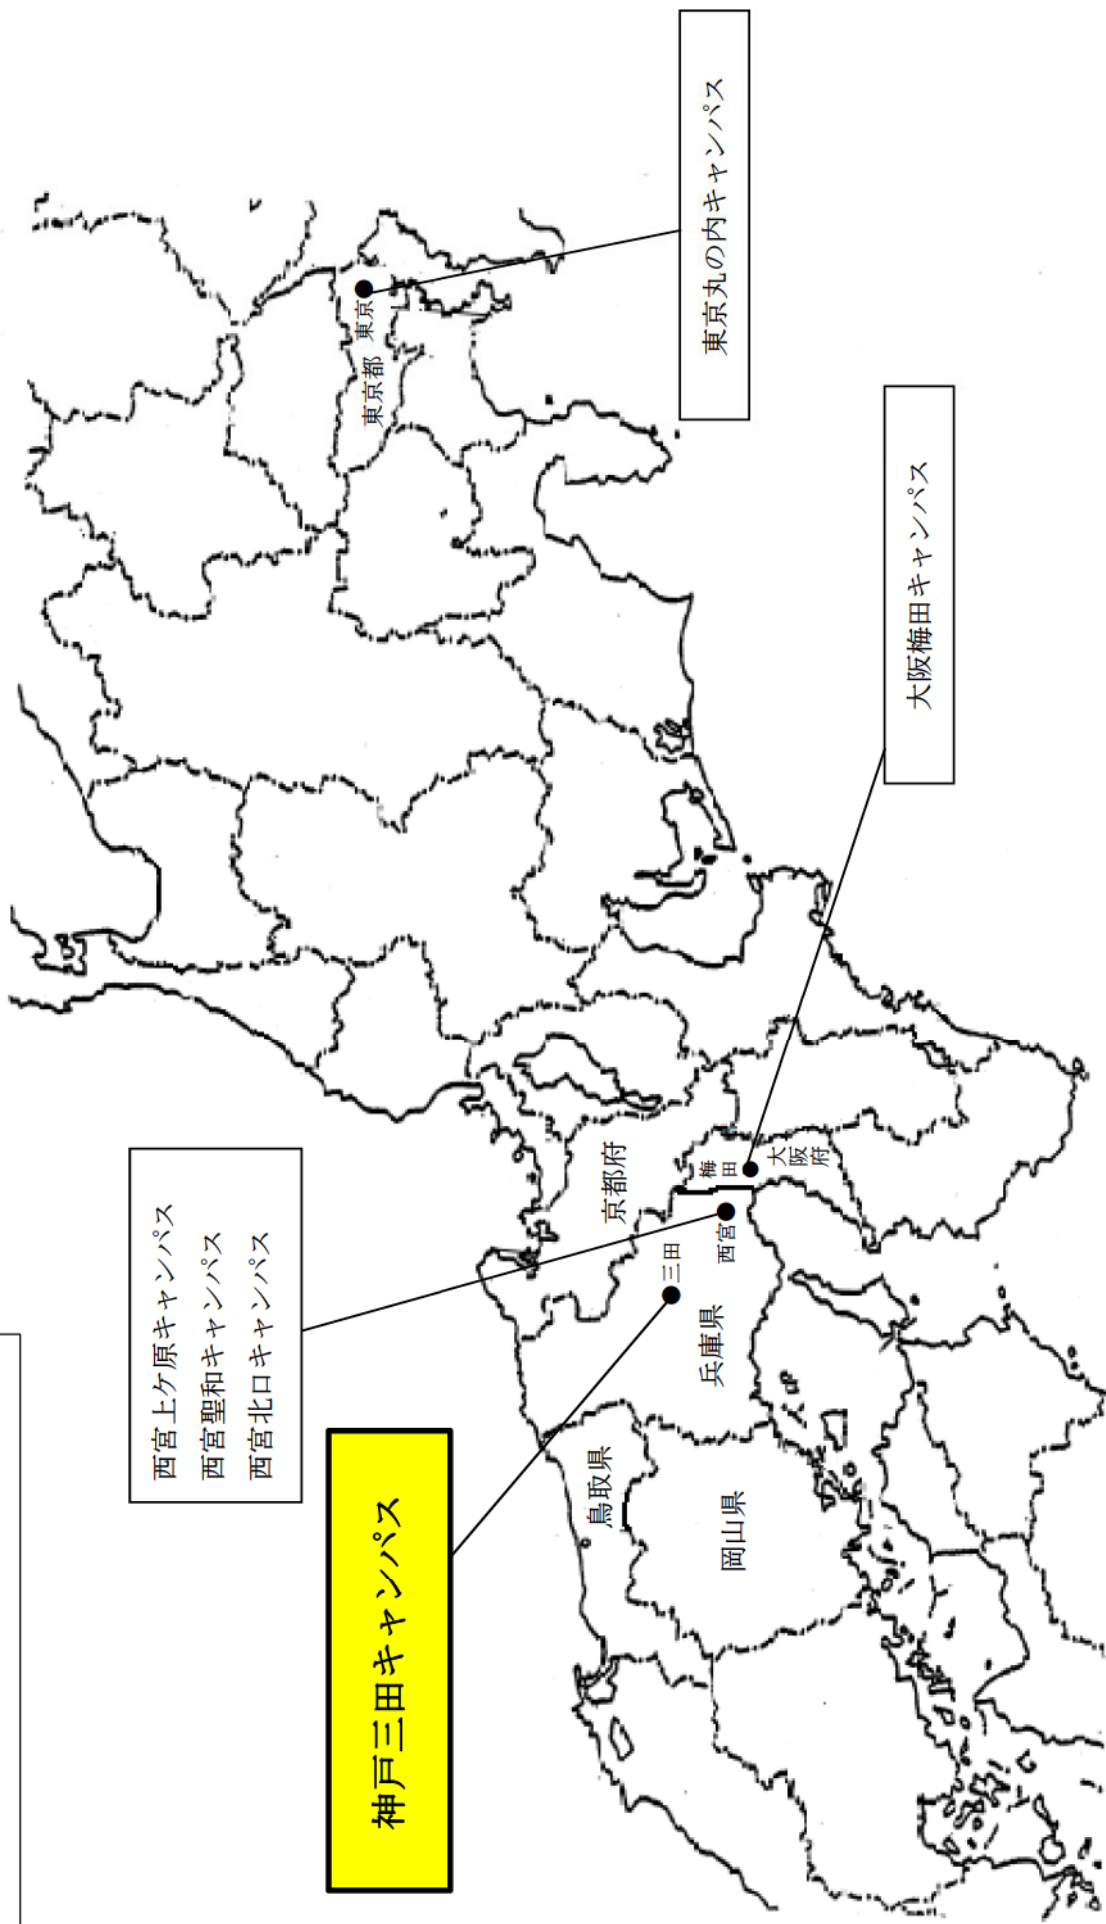 西宮上ケ原キャンパス
西宮聖和キャンパス
西宮北口キャンパス
神戸三田キャンパス
東京丸の内キャンパス
大阪梅田キャンパス
東京
東京都
京都府
梅田
大阪府
西宮
三田
兵庫県
鳥取県
岡山県